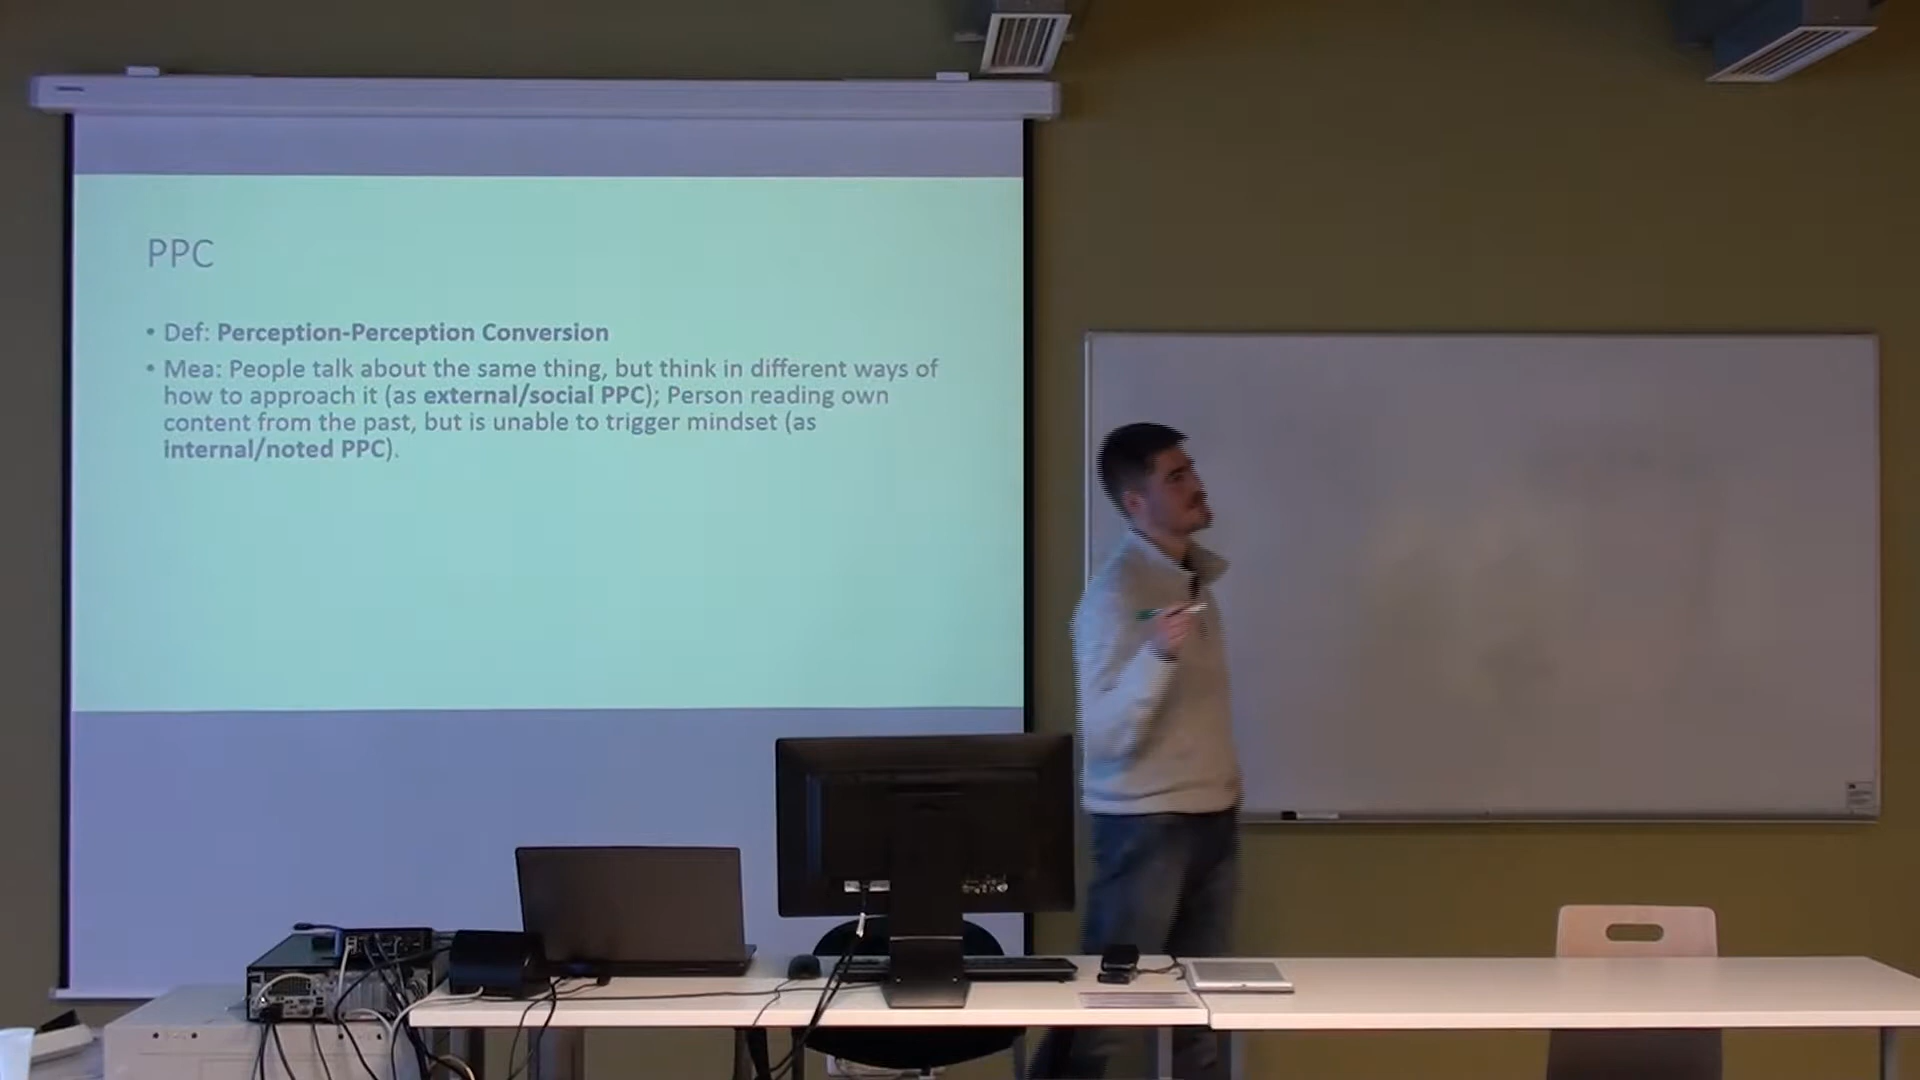 PPC
• Def: Perception-Perception Conversion
• Mea: People talk about the same thing, but think in different ways of
how to approach it (as external/social PPC); Person reading own
content from the past, but is unable to trigger mindset (as
internal/noted PPC).